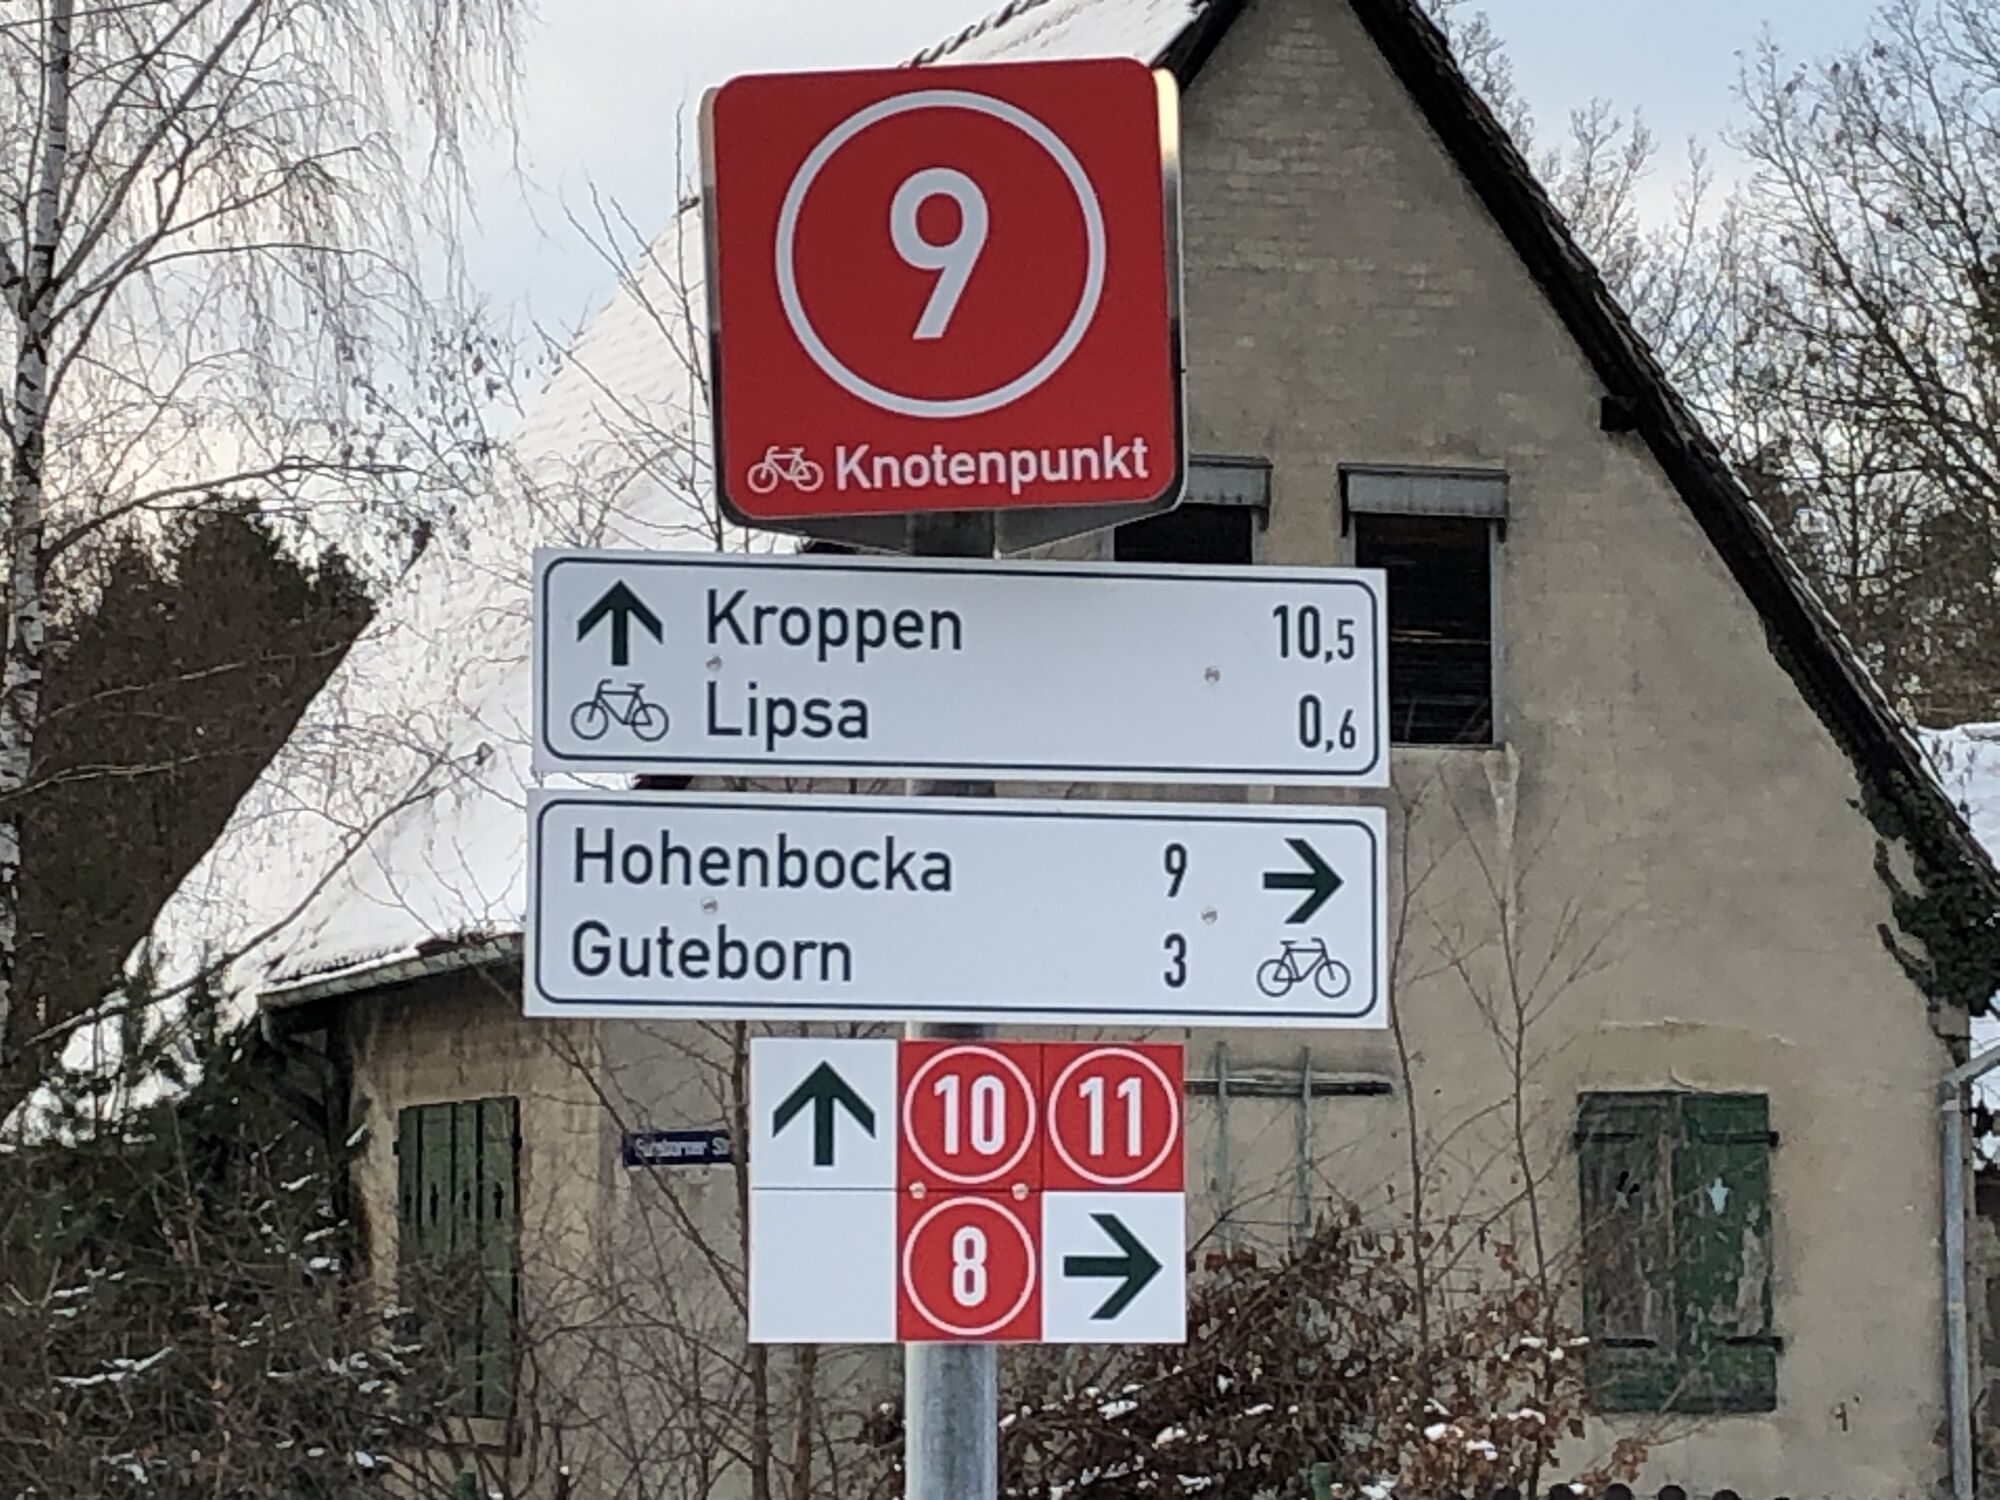 9
Knotenpunkt
Kroppen 10,5
Lipsa 0,6
Hohenbocka 9
Guteborn 3
10 11
8